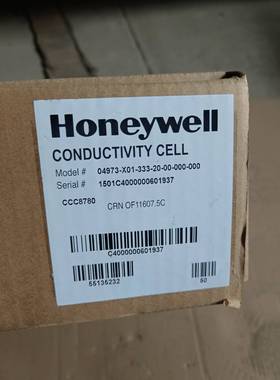 Honeywell
CONDUCTIVITY CELL
Model # 04973-X01-333-20-00-000-000
Serial # 1501C4000000601937
CCC8780 CRN OF11607.5C
C4000000601937
55135232 50